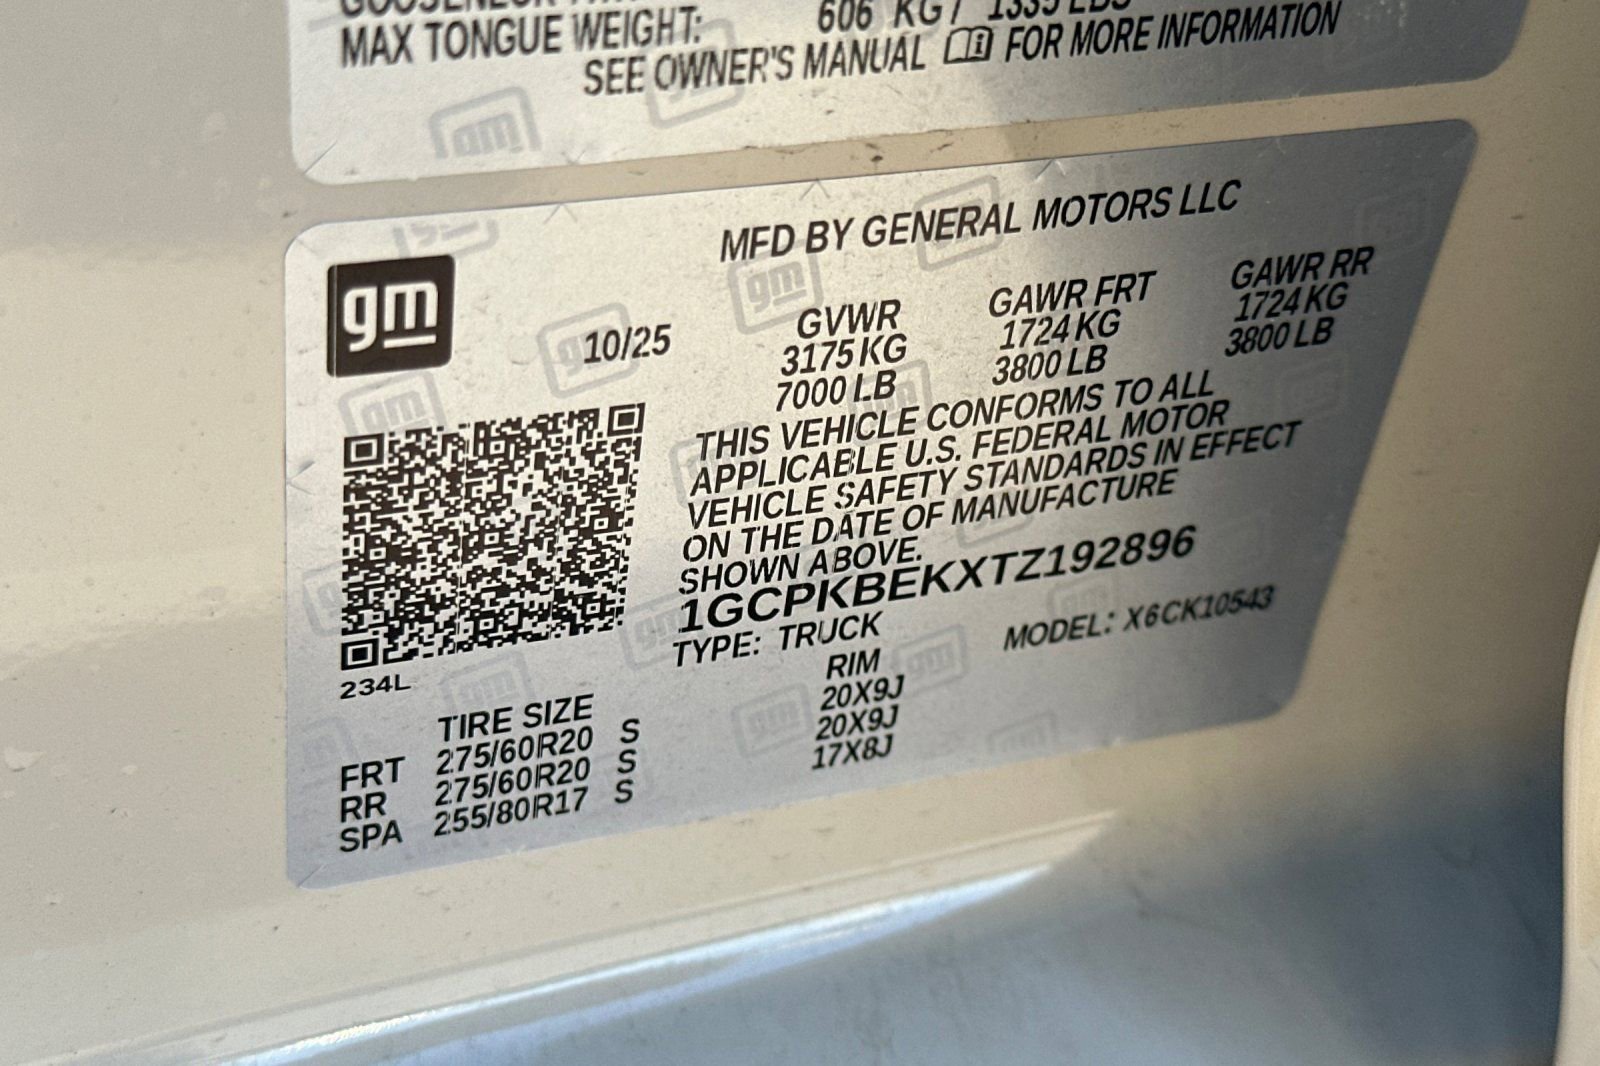 MAX TONGUE WEIGHT: 606 KG / 1335 LBS
SEE OWNER'S MANUAL FOR MORE INFORMATION
gm
MFD BY GENERAL MOTORS LLC
10/25
GVWR GAWR FRT GAWR RR
3175 KG 1724 KG 1724 KG
7000 LB 3800 LB 3800 LB
THIS VEHICLE CONFORMS TO ALL
APPLICABLE U.S. FEDERAL MOTOR
VEHICLE SAFETY STANDARDS IN EFFECT
ON THE DATE OF MANUFACTURE
SHOWN ABOVE.
1GCPKBEKXTZ192896
TYPE: TRUCK MODEL: X6CK10543
234L
TIRE SIZE RIM
FRT 275/60R20 S 20X9J
RR 275/60R20 S 20X9J
SPA 255/80R17 S 17X8J